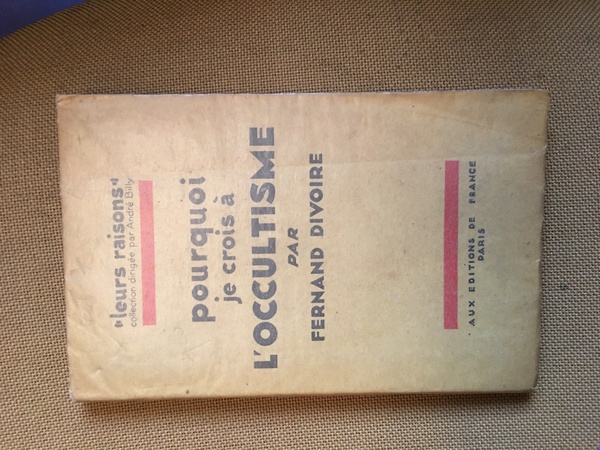 "leurs raisons"
collection dirigée par André Billy
pourquoi
je crois à
L'OCCULTISME
PAR
FERNAND DIVOIRE
AUX EDITIONS DE FRANCE
PARIS